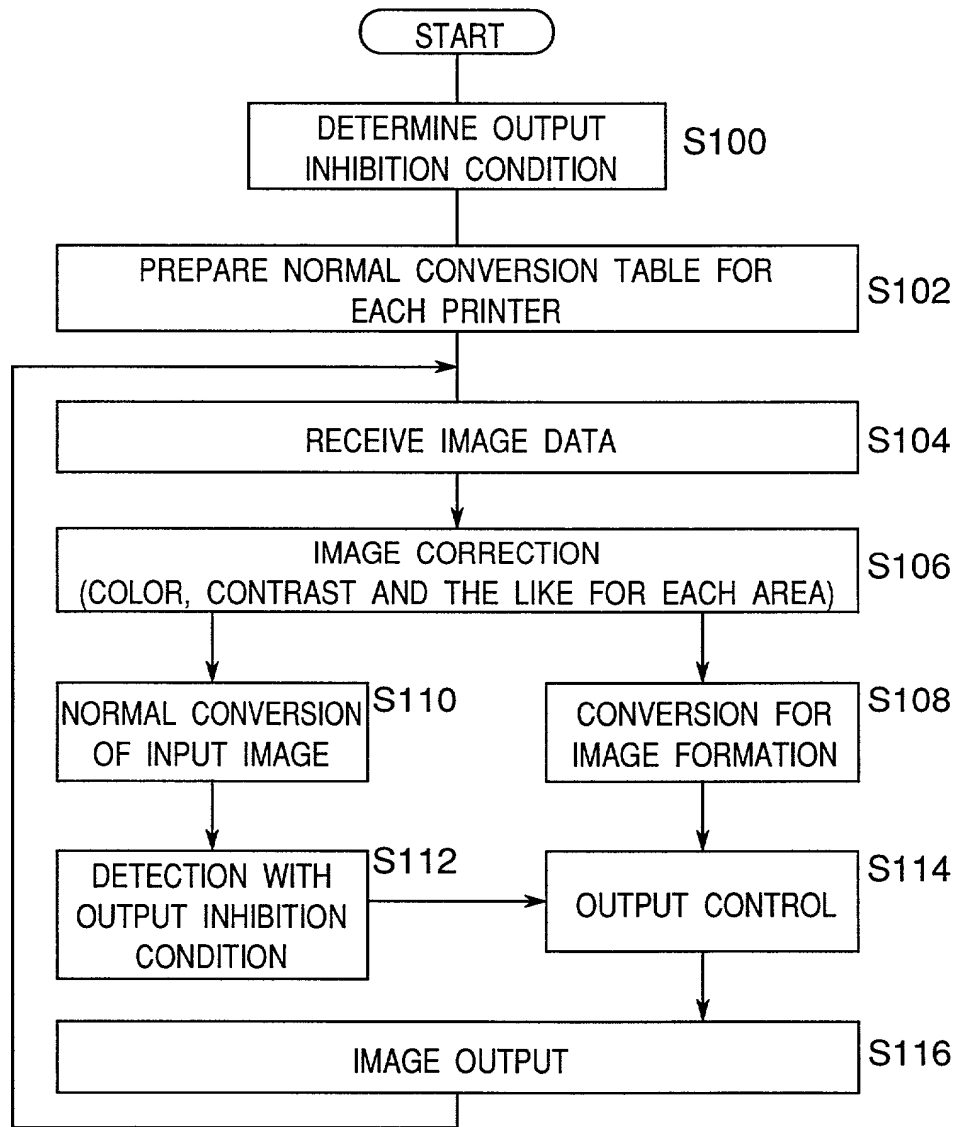 START
DETERMINE OUTPUT
INHIBITION CONDITION
S100
PREPARE NORMAL CONVERSION TABLE FOR
EACH PRINTER
S102
RECEIVE IMAGE DATA
S104
IMAGE CORRECTION
(COLOR, CONTRAST AND THE LIKE FOR EACH AREA)
S106
NORMAL CONVERSION
OF INPUT IMAGE
S110
CONVERSION FOR
IMAGE FORMATION
S108
DETECTION WITH
OUTPUT INHIBITION
CONDITION
S112
OUTPUT CONTROL
S114
IMAGE OUTPUT
S116